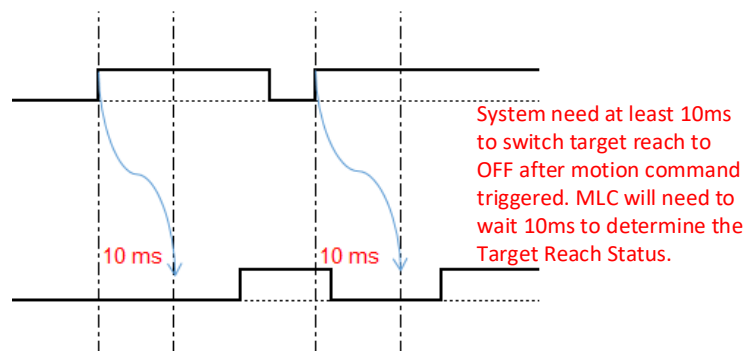 System need at least 10ms
to switch target reach to
OFF after motion command
triggered. MLC will need to
wait 10ms to determine the
Target Reach Status.
10 ms
10 ms